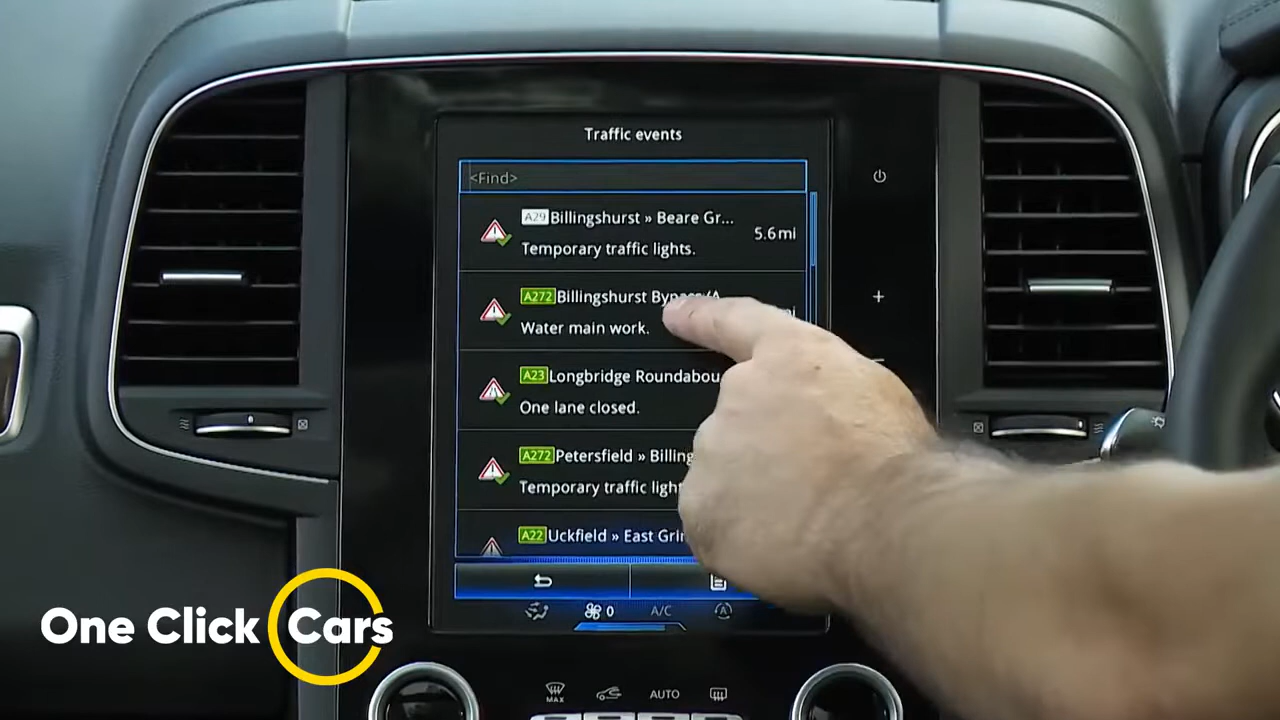 Traffic events
<Find>
A29 Billingshurst » Beare Gr...
5.6mi
Temporary traffic lights.
A272 Billingshurst Bypass (A
mi
Water main work.
A23 Longbridge Roundabou
One lane closed.
A272 Petersfield » Billing
Temporary traffic light
A22 Uckfield » East Grin
0
A/C
A
One Click Cars
MAX
AUTO